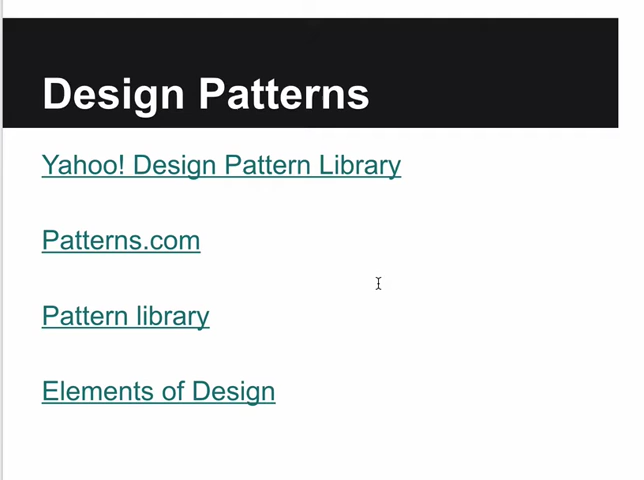 Design Patterns
Yahoo! Design Pattern Library
Patterns.com
Pattern library
Elements of Design